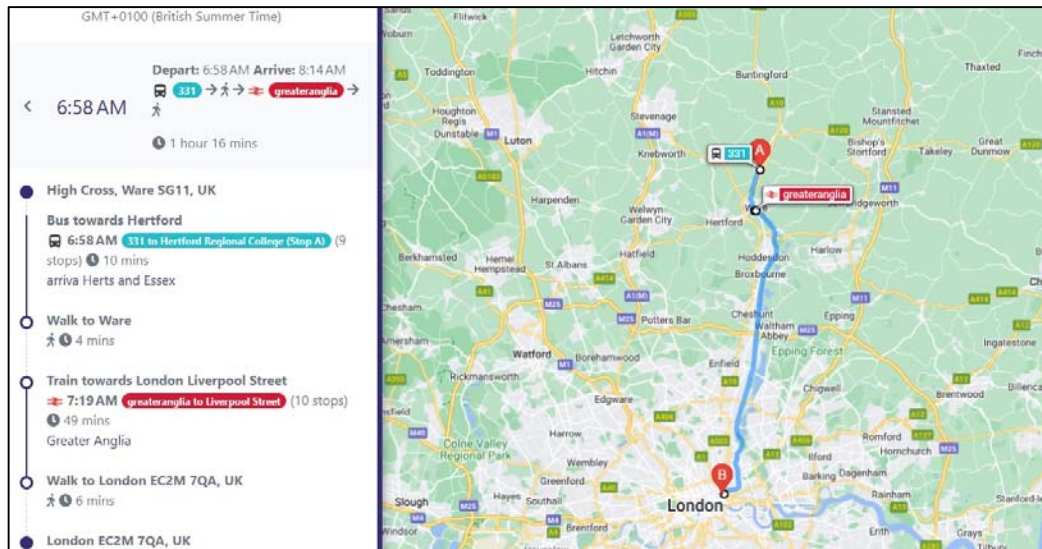 GMT+0100 (British Summer Time)
Depart: 6:58 AM Arrive: 8:14 AM
331 → → greateranglia →
6:58 AM
1 hour 16 mins
High Cross, Ware SG11, UK
Bus towards Hertford
6:58 AM 331 to Hertford Regional College (Stop A) (9
stops) 10 mins
arriva Herts and Essex
Walk to Ware
4 mins
Train towards London Liverpool Street
7:19 AM greateranglia to Liverpool Street (10 stops)
49 mins
Greater Anglia
Walk to London EC2M 7QA, UK
6 mins
London EC2M 7QA, UK
Flitwick
Letchworth
Garden City
Toddington
Hitchin
Buntingford
Thaxted
Houghton
Regis
Dunstable
Luton
Stevenage
Stansted
Mountfitchet
Knebworth
Bishop's
Stortford
Takeley
Great
Dunmow
331
A
greateranglia
Harpenden
Welwyn
Garden City
Hertford
Harlow
Berkhamsted
Hemel
Hempstead
St Albans
Hatfield
Hoddesdon
Broxbourne
Chesham
Potters Bar
Cheshunt
Waltham
Abbey
Epping
Epping Forest
Ingatestone
Amersham
Watford
Borehamwood
Enfield
Rickmansworth
Edgware
Chigwell
Brentwood
Harrow
Romford
Hornchurch
Colne Valley
Regional Park
Wembley
Ilford
Barking
Dagenham
B
London
Slough
Hayes
Southall
Greenford
Rainham
Windsor
Brentford
Erith
Grays
Tilbury